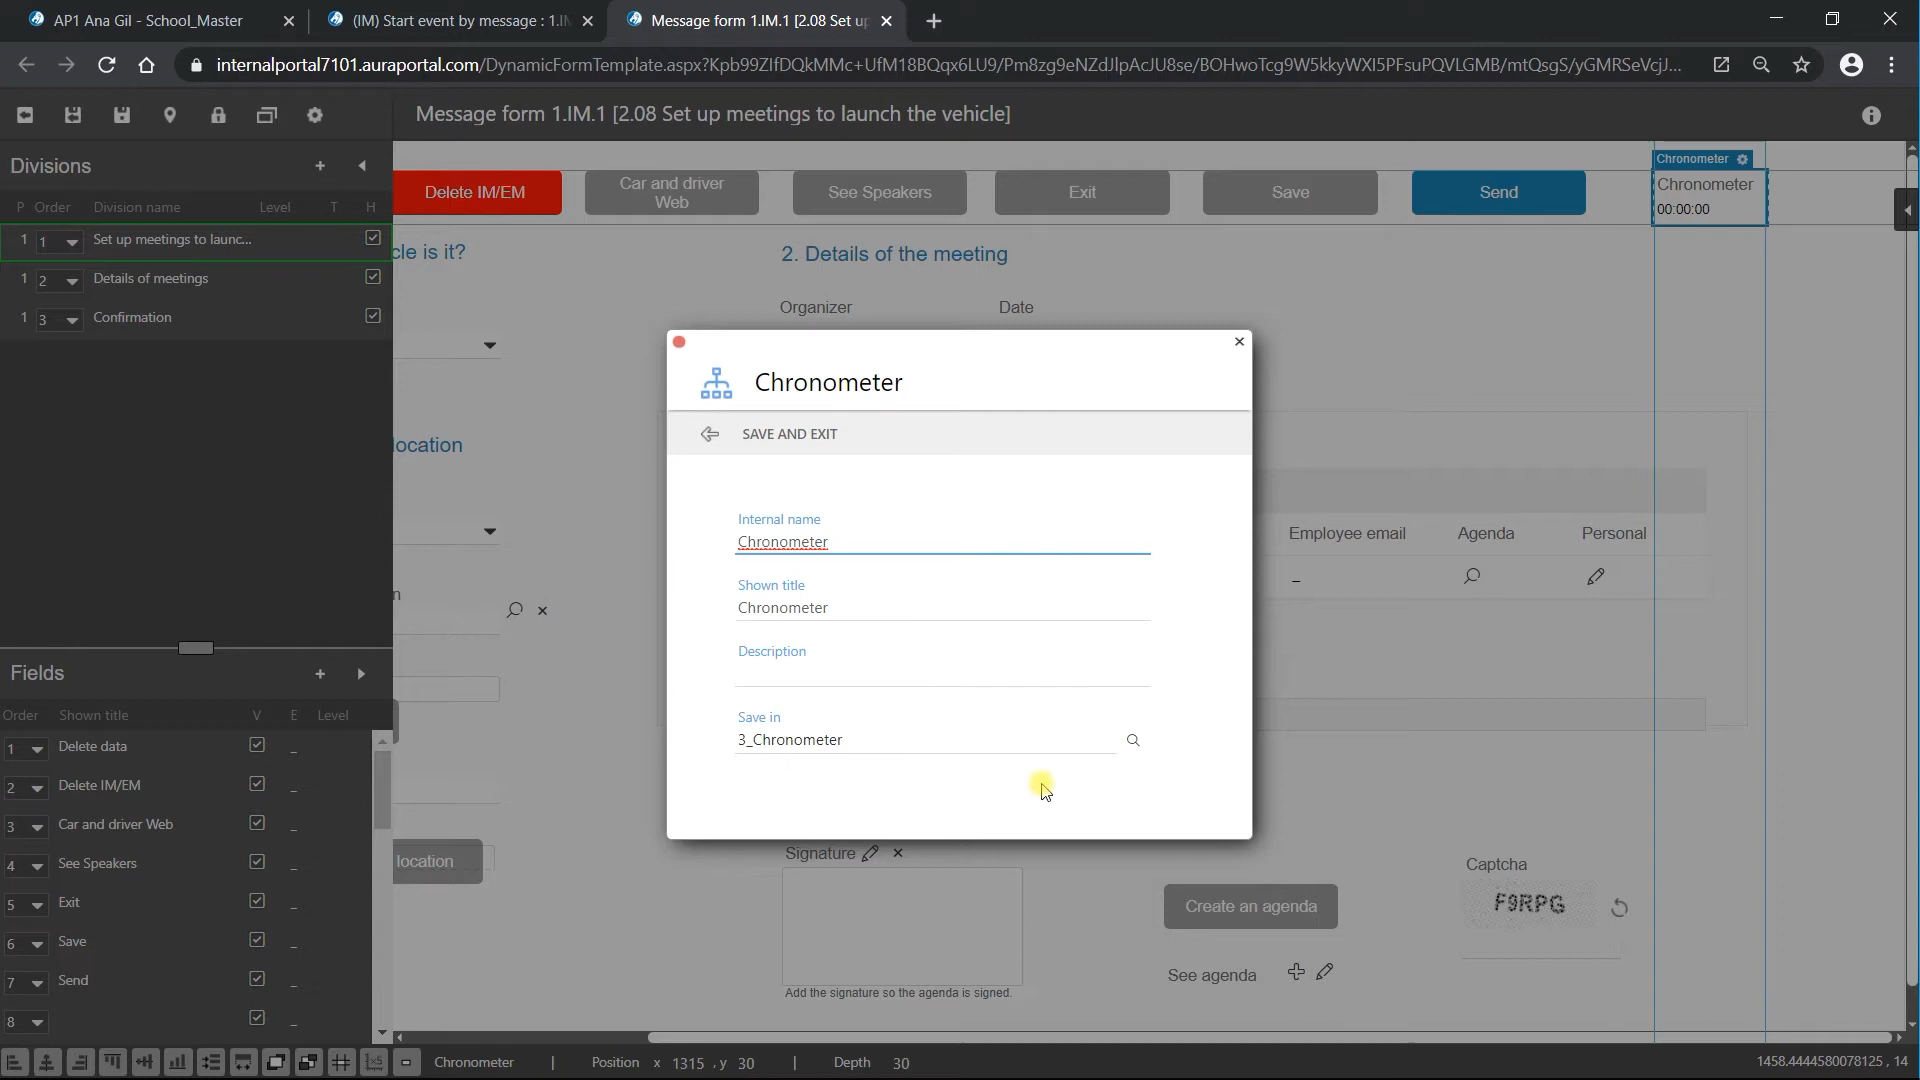 AP1 Ana Gil - School_Master
(IM) Start event by message : 1.IM
Message form 1.IM.1 [2.08 Set up
internalportal7101.auraportal.com/DynamicFormTemplate.aspx?Kpb99ZIfDQkMMc+UfM18BQqx6LU9/Pm8zg9eNZdJlpAcJU8se/BOHwoTcg9W5kkyWXI5PFsuPQVLGMB/mtQsgS/yGMRSeVcjJ...
Message form 1.IM.1 [2.08 Set up meetings to launch the vehicle]
Divisions
P Order Division name Level T H
1 1 Set up meetings to launc...
1 2 Details of meetings
1 3 Confirmation
Delete IM/EM
Car and driver
Web
See Speakers
Exit
Save
Send
Chronometer
Chronometer
00:00:00
cle is it?
2. Details of the meeting
Organizer
Date
location
n
Chronometer
SAVE AND EXIT
Internal name
Chronometer
Shown title
Chronometer
Description
Save in
3_Chronometer
Employee email
Agenda
Personal
_
Fields
Order Shown title V E Level
1 Delete data _
2 Delete IM/EM _
3 Car and driver Web _
4 See Speakers _
5 Exit _
6 Save _
7 Send _
8 _
location
Signature
Add the signature so the agenda is signed.
Create an agenda
See agenda
Captcha
F9RPG
Chronometer | Position x 1315 ,y 30 | Depth 30
1458.4444580078125 , 14